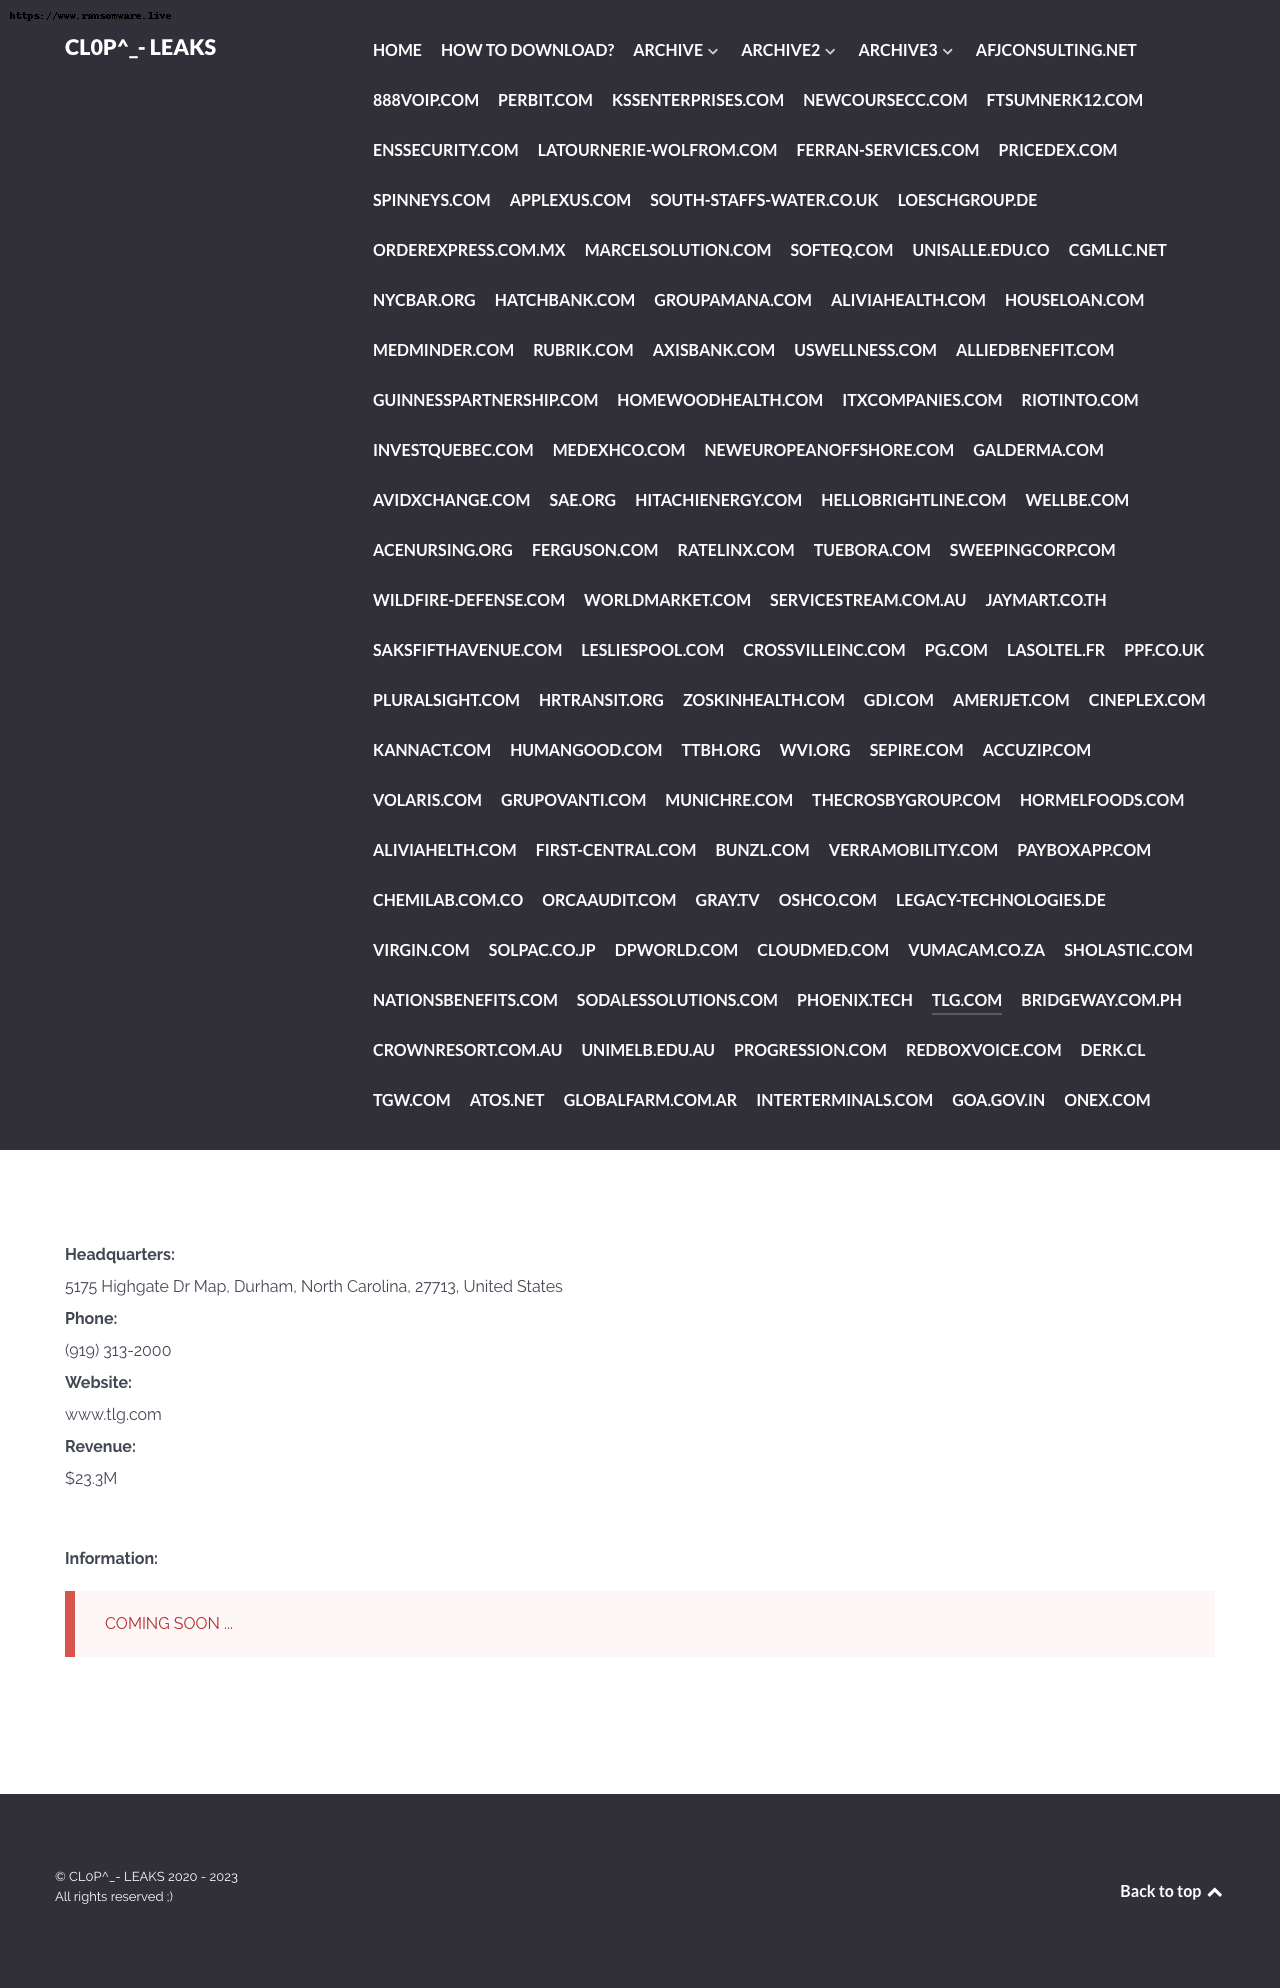 https://www.ransomware.live
CL0P^_- LEAKS
HOME HOW TO DOWNLOAD? ARCHIVE ARCHIVE2 ARCHIVE3 AFJCONSULTING.NET
888VOIP.COM PERBIT.COM KSSENTERPRISES.COM NEWCOURSECC.COM FTSUMNERK12.COM
ENSSECURITY.COM LATOURNERIE-WOLFROM.COM FERRAN-SERVICES.COM PRICEDEX.COM
SPINNEYS.COM APPLEXUS.COM SOUTH-STAFFS-WATER.CO.UK LOESCHGROUP.DE
ORDEREXPRESS.COM.MX MARCELSOLUTION.COM SOFTEQ.COM UNISALLE.EDU.CO CGMLLC.NET
NYCBAR.ORG HATCHBANK.COM GROUPAMANA.COM ALIVIAHEALTH.COM HOUSELOAN.COM
MEDMINDER.COM RUBRIK.COM AXISBANK.COM USWELLNESS.COM ALLIEDBENEFIT.COM
GUINNESSPARTNERSHIP.COM HOMEWOODHEALTH.COM ITXCOMPANIES.COM RIOTINTO.COM
INVESTQUEBEC.COM MEDEXHCO.COM NEWEUROPEANOFFSHORE.COM GALDERMA.COM
AVIDXCHANGE.COM SAE.ORG HITACHIENERGY.COM HELLOBRIGHTLINE.COM WELLBE.COM
ACENURSING.ORG FERGUSON.COM RATELINX.COM TUEBORA.COM SWEEPINGCORP.COM
WILDFIRE-DEFENSE.COM WORLDMARKET.COM SERVICESTREAM.COM.AU JAYMART.CO.TH
SAKSFIFTHAVENUE.COM LESLIESPOOL.COM CROSSVILLEINC.COM PG.COM LASOLTEL.FR PPF.CO.UK
PLURALSIGHT.COM HRTRANSIT.ORG ZOSKINHEALTH.COM GDI.COM AMERIJET.COM CINEPLEX.COM
KANNACT.COM HUMANGOOD.COM TTBH.ORG WVI.ORG SEPIRE.COM ACCUZIP.COM
VOLARIS.COM GRUPOVANTI.COM MUNICHRE.COM THECROSBYGROUP.COM HORMELFOODS.COM
ALIVIAHELTH.COM FIRST-CENTRAL.COM BUNZL.COM VERRAMOBILITY.COM PAYBOXAPP.COM
CHEMILAB.COM.CO ORCAAUDIT.COM GRAY.TV OSHCO.COM LEGACY-TECHNOLOGIES.DE
VIRGIN.COM SOLPAC.CO.JP DPWORLD.COM CLOUDMED.COM VUMACAM.CO.ZA SHOLASTIC.COM
NATIONSBENEFITS.COM SODALESSOLUTIONS.COM PHOENIX.TECH TLG.COM BRIDGEWAY.COM.PH
CROWNRESORT.COM.AU UNIMELB.EDU.AU PROGRESSION.COM REDBOXVOICE.COM DERK.CL
TGW.COM ATOS.NET GLOBALFARM.COM.AR INTERTERMINALS.COM GOA.GOV.IN ONEX.COM
Headquarters:
5175 Highgate Dr Map, Durham, North Carolina, 27713, United States
Phone:
(919) 313-2000
Website:
www.tlg.com
Revenue:
$23.3M
Information:
COMING SOON ...
© CL0P^_- LEAKS 2020 - 2023
All rights reserved ;)
Back to top